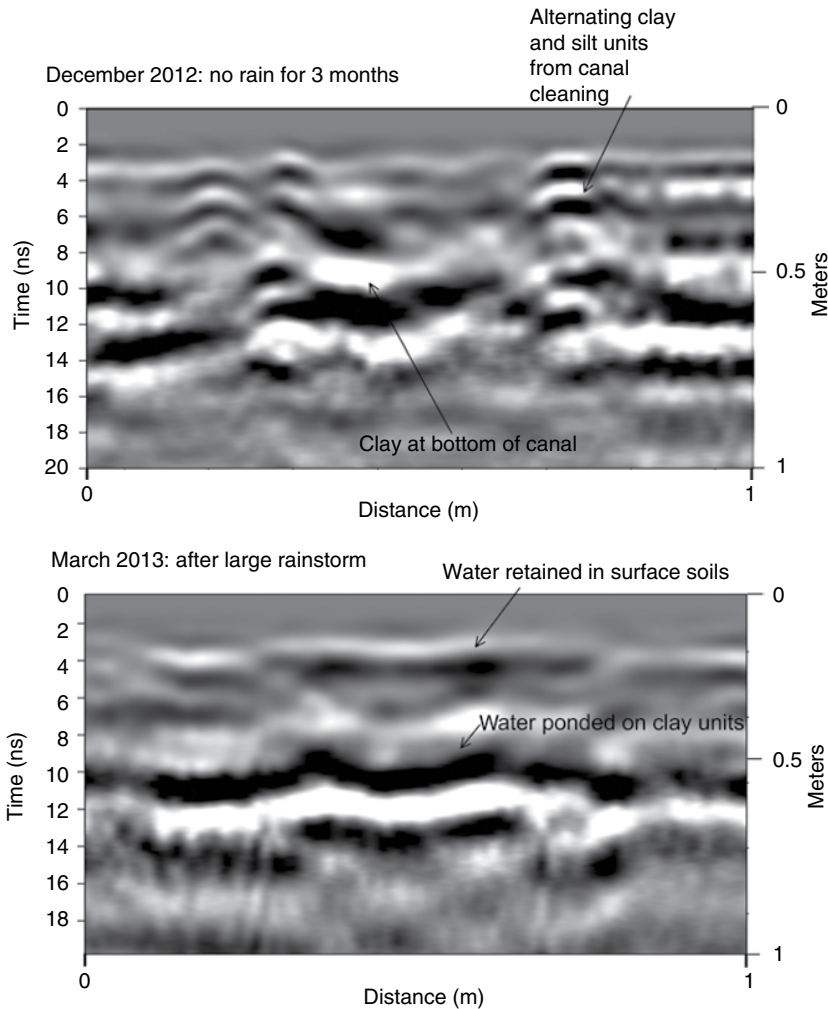 Alternating clay
and silt units
from canal
cleaning
December 2012: no rain for 3 months
0
2
4
6
8
10
12
14
16
18
20
Time (ns)
0
0.5
1
Meters
Clay at bottom of canal
0
1
Distance (m)
March 2013: after large rainstorm
Water retained in surface soils
0
2
4
6
8
10
12
14
16
18
Time (ns)
0
0.5
1
Meters
Water ponded on clay units
0
1
Distance (m)